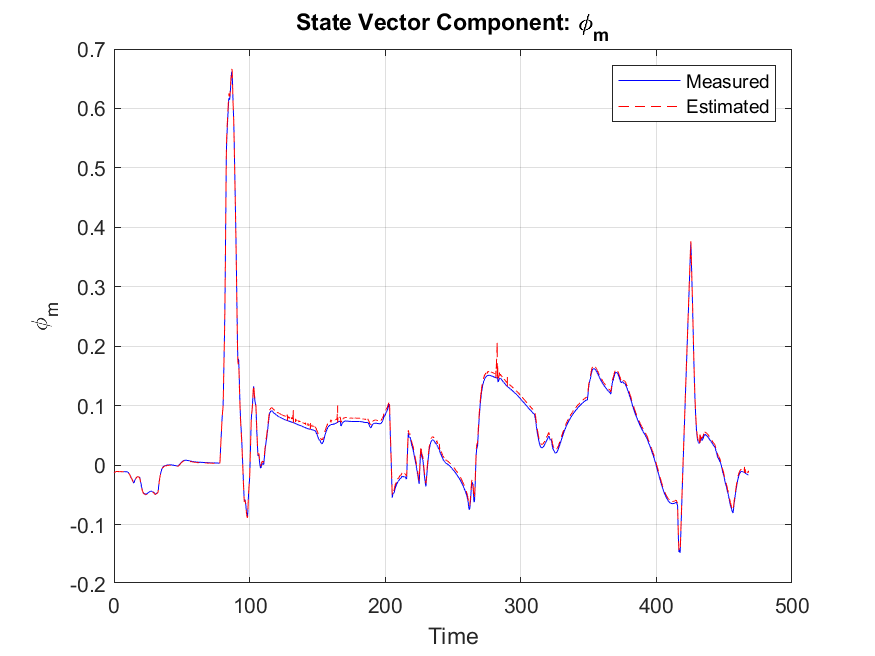 State Vector Component: ϕm
0.7
0.6
0.5
0.4
0.3
0.2
0.1
0
-0.1
-0.2
0 100 200 300 400 500
Time
ϕm
Measured
Estimated